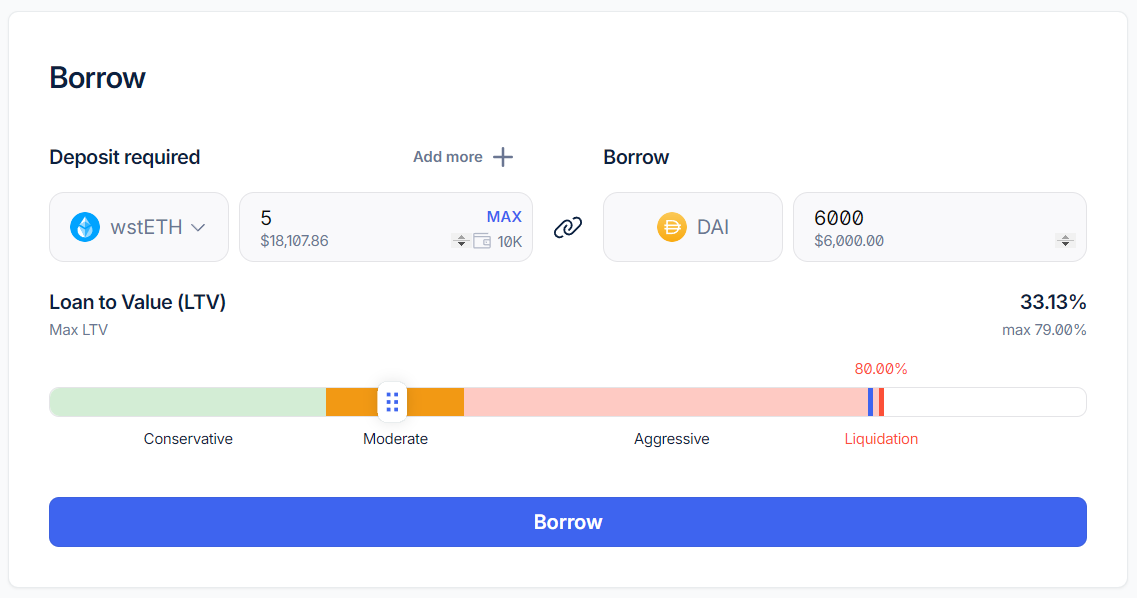 Borrow
Deposit required
Add more
Borrow
wstETH
5
MAX
$18,107.86
10K
DAI
6000
$6,000.00
Loan to Value (LTV)
33.13%
Max LTV
max 79.00%
80.00%
Conservative
Moderate
Aggressive
Liquidation
Borrow